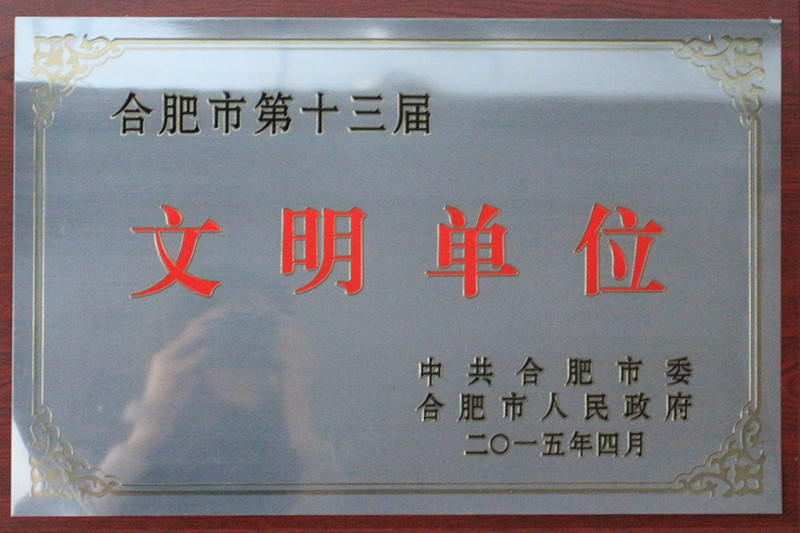 合肥市第十三届
文明单位
中共合肥市委
合肥市人民政府
二〇一五年四月